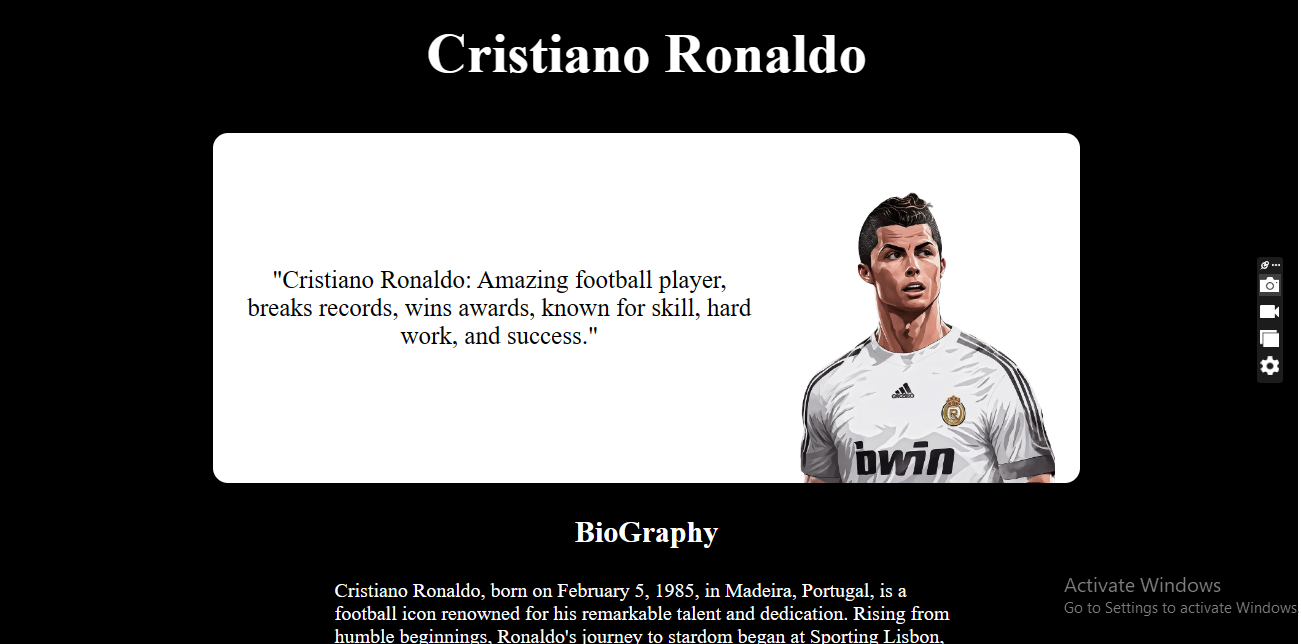 Cristiano Ronaldo
"Cristiano Ronaldo: Amazing football player,
breaks records, wins awards, known for skill, hard
work, and success."
bwin
BioGraphy
Cristiano Ronaldo, born on February 5, 1985, in Madeira, Portugal, is a
football icon renowned for his remarkable talent and dedication. Rising from
humble beginnings, Ronaldo's journey to stardom began at Sporting Lisbon,
Activate Windows
Go to Settings to activate Windows